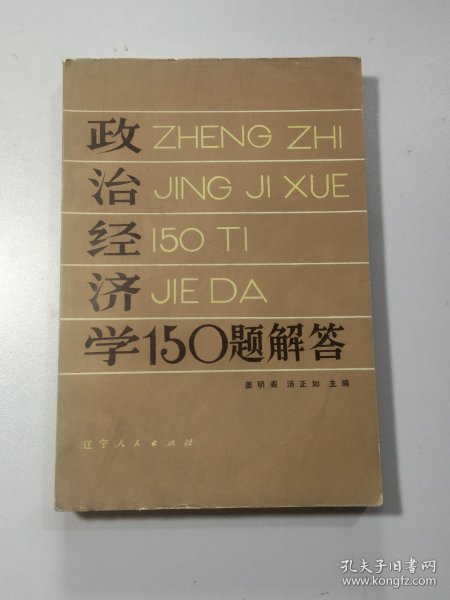 政 ZHENG ZHI
治 JING JI XUE
经 150 TI
济 JIE DA
学150题解答
姜明阁 汤正如 主编
辽宁人民出版社
孔夫子旧书网
www.kongfz.com